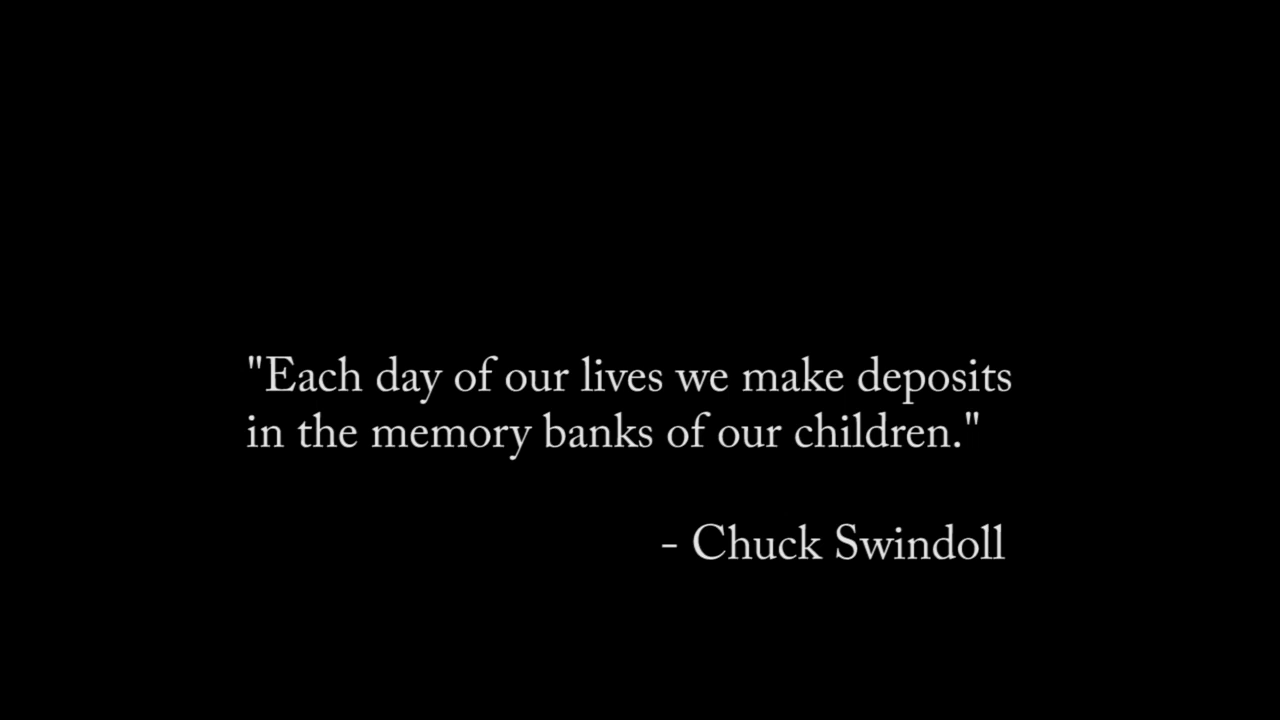 "Each day of our lives we make deposits
in the memory banks of our children."
- Chuck Swindoll